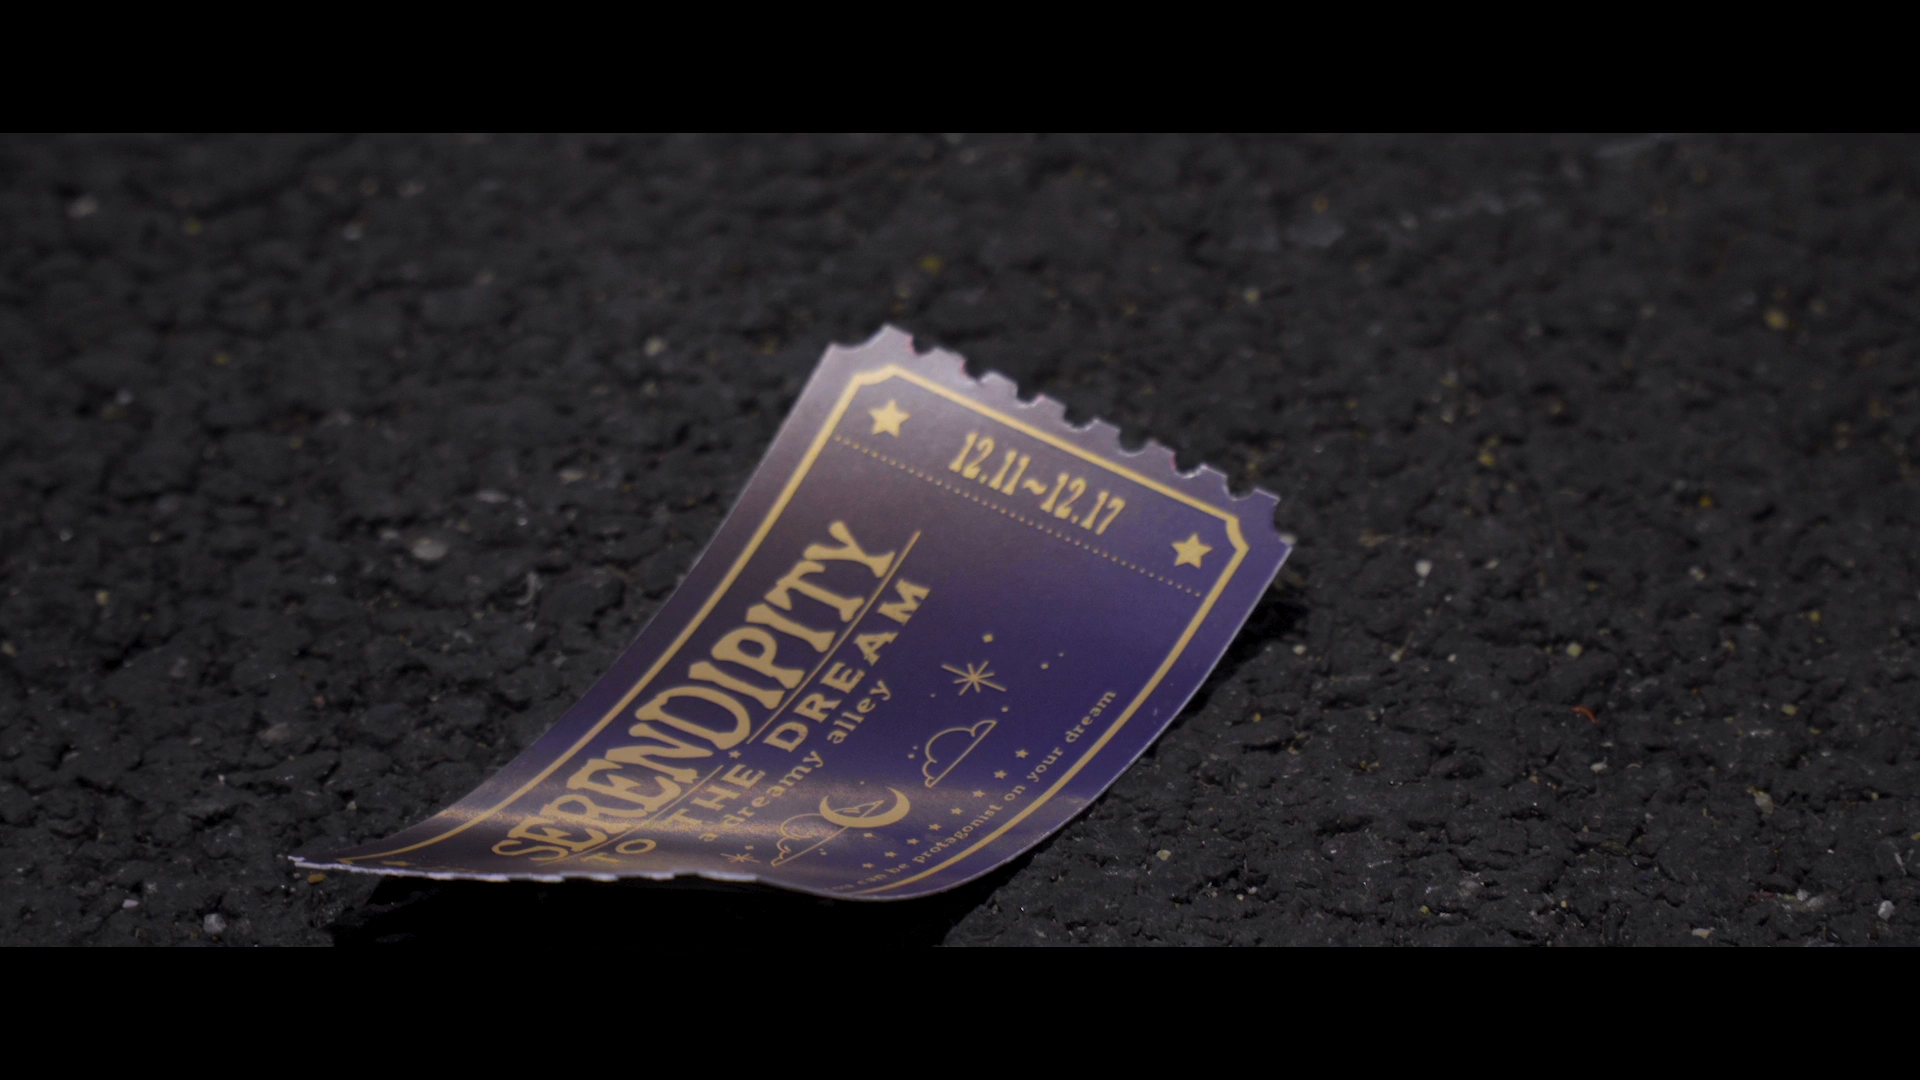 12.11~12.17
SERENDIPITY
TO THE DREAM
a dreamy alley
can be protagonist on your dream